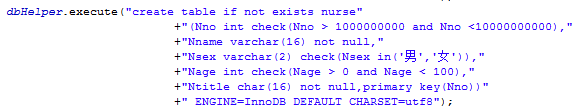 dbHelper.execute("create table if not exists nurse"
+"(Nno int check(Nno > 1000000000 and Nno <10000000000),"
+"Nname varchar(16) not null,"
+"Nsex varchar(2) check(Nsex in('男','女')),"
+"Nage int check(Nage > 0 and Nage < 100),"
+"Ntitle char(16) not null,primary key(Nno))"
+" ENGINE=InnoDB DEFAULT CHARSET=utf8");